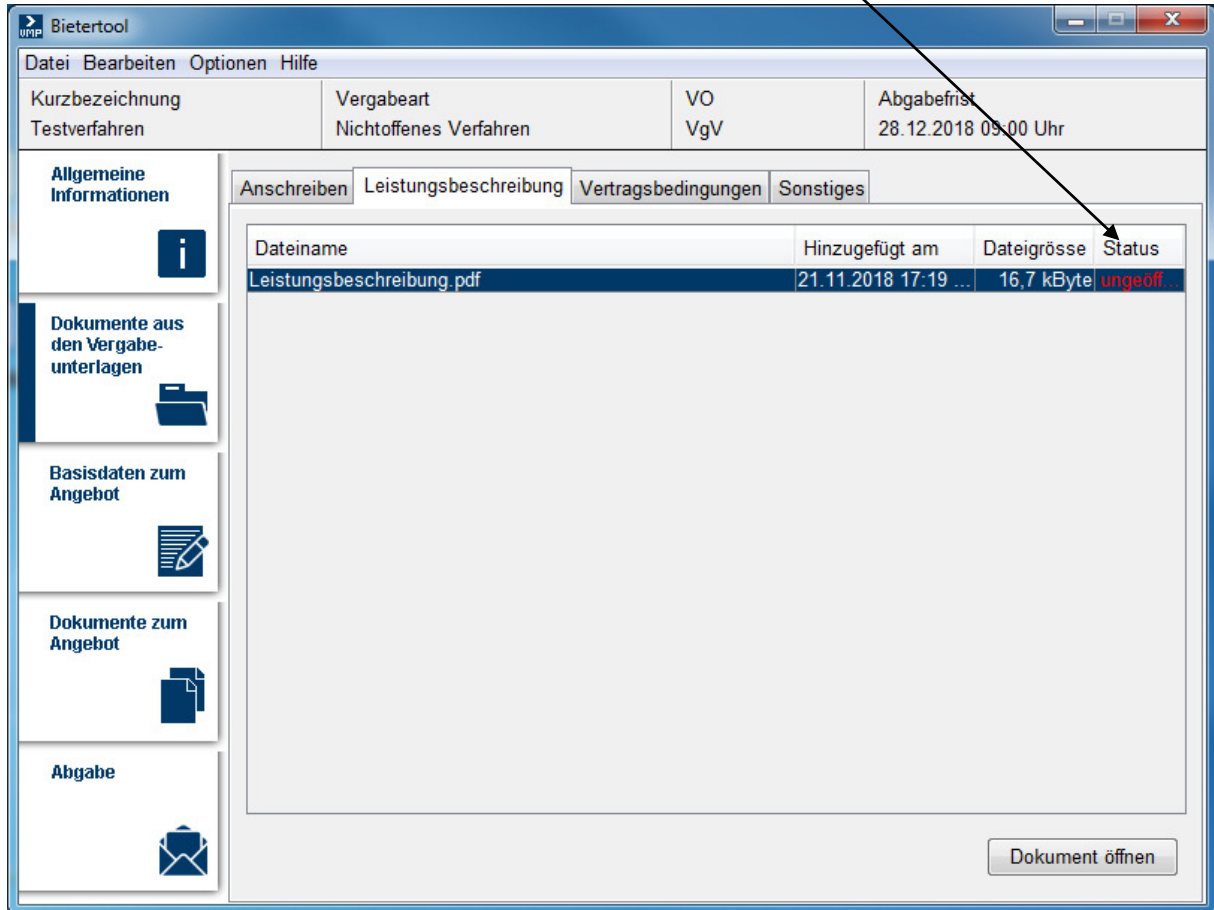 VMP Bietertool
Datei Bearbeiten Optionen Hilfe
Kurzbezeichnung Vergabeart VO Abgabefrist
Testverfahren Nichtoffenes Verfahren VgV 28.12.2018 09:00 Uhr
Allgemeine
Informationen
i
Dokumente aus
den Vergabe-
unterlagen
Basisdaten zum
Angebot
Dokumente zum
Angebot
Abgabe
Anschreiben Leistungsbeschreibung Vertragsbedingungen Sonstiges
Dateiname Hinzugefügt am Dateigrösse Status
Leistungsbeschreibung.pdf 21.11.2018 17:19 ... 16,7 kByte ungeöff...
Dokument öffnen